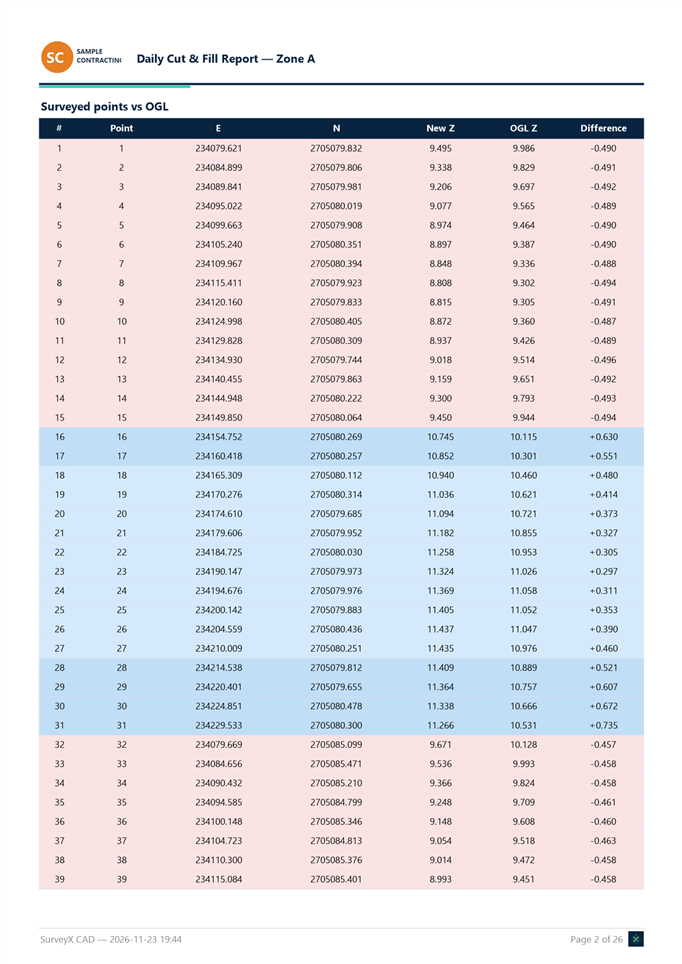 SC SAMPLE
CONTRACTING
Daily Cut & Fill Report — Zone A
Surveyed points vs OGL
# Point E N New Z OGL Z Difference
1 1 234079.621 2705079.832 9.495 9.986 -0.490
2 2 234084.899 2705079.806 9.338 9.829 -0.491
3 3 234089.841 2705079.981 9.206 9.697 -0.492
4 4 234095.022 2705080.019 9.077 9.565 -0.489
5 5 234099.663 2705079.908 8.974 9.464 -0.490
6 6 234105.240 2705080.351 8.897 9.387 -0.490
7 7 234109.967 2705080.394 8.848 9.336 -0.488
8 8 234115.411 2705079.923 8.808 9.302 -0.494
9 9 234120.160 2705079.833 8.815 9.305 -0.491
10 10 234124.998 2705080.405 8.872 9.360 -0.487
11 11 234129.828 2705080.309 8.937 9.426 -0.489
12 12 234134.930 2705079.744 9.018 9.514 -0.496
13 13 234140.455 2705079.863 9.159 9.651 -0.492
14 14 234144.948 2705080.222 9.300 9.793 -0.493
15 15 234149.850 2705080.064 9.450 9.944 -0.494
16 16 234154.752 2705080.269 10.745 10.115 +0.630
17 17 234160.418 2705080.257 10.852 10.301 +0.551
18 18 234165.309 2705080.112 10.940 10.460 +0.480
19 19 234170.276 2705080.314 11.036 10.621 +0.414
20 20 234174.610 2705079.685 11.094 10.721 +0.373
21 21 234179.606 2705079.952 11.182 10.855 +0.327
22 22 234184.725 2705080.030 11.258 10.953 +0.305
23 23 234190.147 2705079.973 11.324 11.026 +0.297
24 24 234194.676 2705079.976 11.369 11.058 +0.311
25 25 234200.142 2705079.883 11.405 11.052 +0.353
26 26 234204.559 2705080.436 11.437 11.047 +0.390
27 27 234210.009 2705080.251 11.435 10.976 +0.460
28 28 234214.538 2705079.812 11.409 10.889 +0.521
29 29 234220.401 2705079.655 11.364 10.757 +0.607
30 30 234224.851 2705080.478 11.338 10.666 +0.672
31 31 234229.533 2705080.300 11.266 10.531 +0.735
32 32 234079.669 2705085.099 9.671 10.128 -0.457
33 33 234084.656 2705085.471 9.536 9.993 -0.458
34 34 234090.432 2705085.210 9.366 9.824 -0.458
35 35 234094.585 2705084.799 9.248 9.709 -0.461
36 36 234100.148 2705085.346 9.148 9.608 -0.460
37 37 234104.723 2705084.813 9.054 9.518 -0.463
38 38 234110.300 2705085.376 9.014 9.472 -0.458
39 39 234115.084 2705085.401 8.993 9.451 -0.458
SurveyX CAD — 2026-11-23 19:44
Page 2 of 26